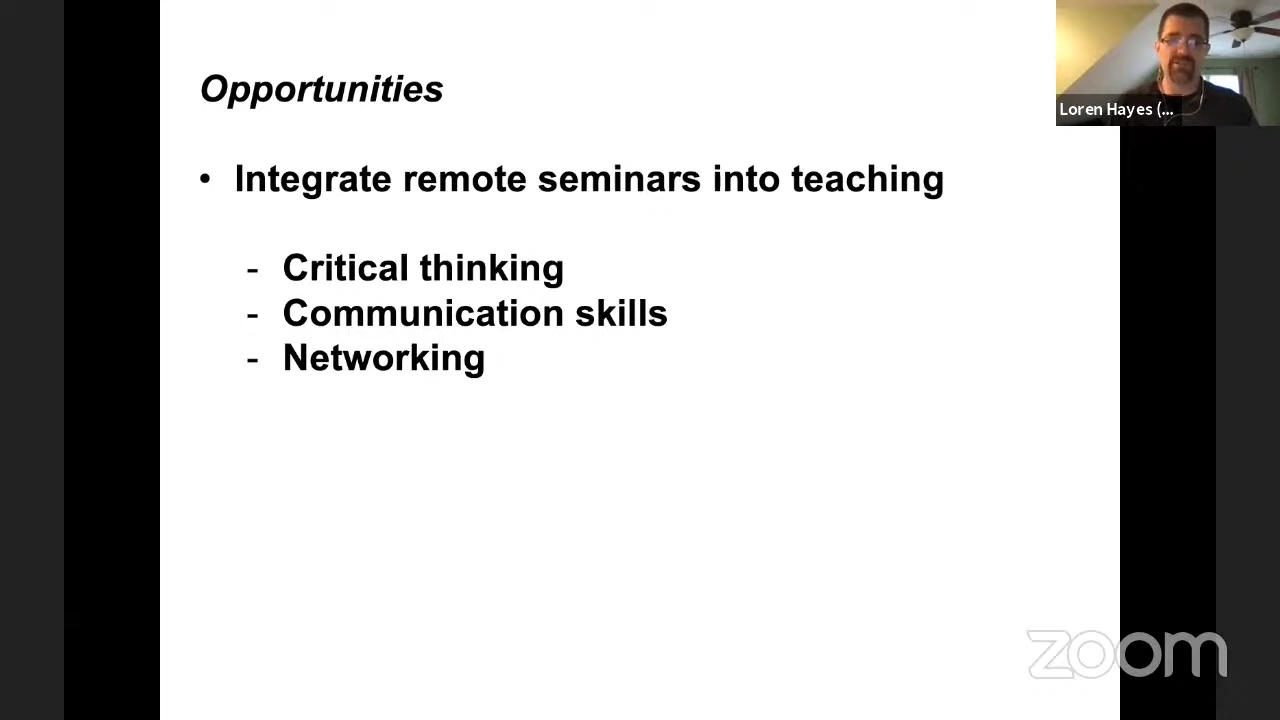 Opportunities
Loren Hayes (...
• Integrate remote seminars into teaching
- Critical thinking
- Communication skills
- Networking
zoom